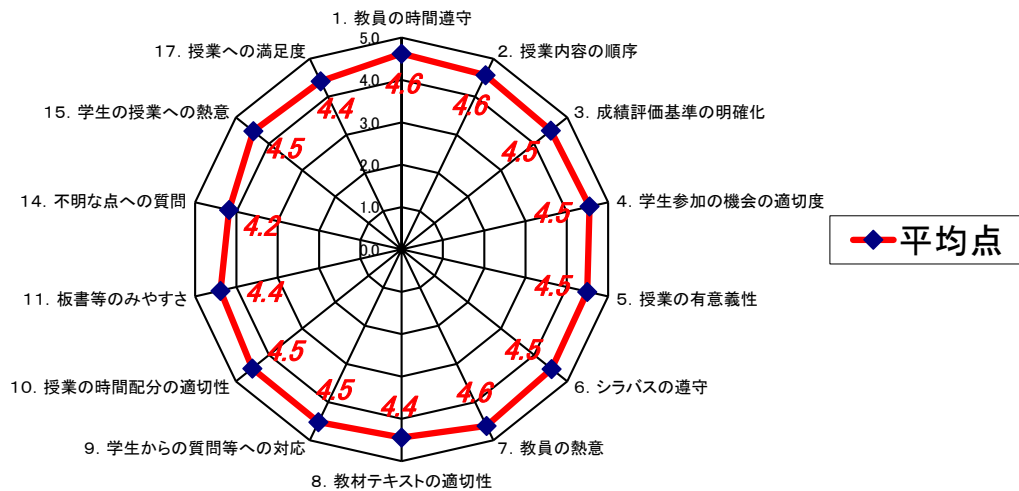 1. 教員の時間遵守
2. 授業内容の順序
3. 成績評価基準の明確化
4. 学生参加の機会の適切度
5. 授業の有意義性
6. シラバスの遵守
7. 教員の熱意
8. 教材テキストの適切性
9. 学生からの質問等への対応
10. 授業の時間配分の適切性
11. 板書等のみやすさ
14. 不明な点への質問
15. 学生の授業への熱意
17. 授業への満足度
5.0
4.0
3.0
2.0
1.0
0.0
4.6
4.6
4.5
4.5
4.5
4.5
4.6
4.4
4.5
4.5
4.4
4.2
4.5
4.4
平均点